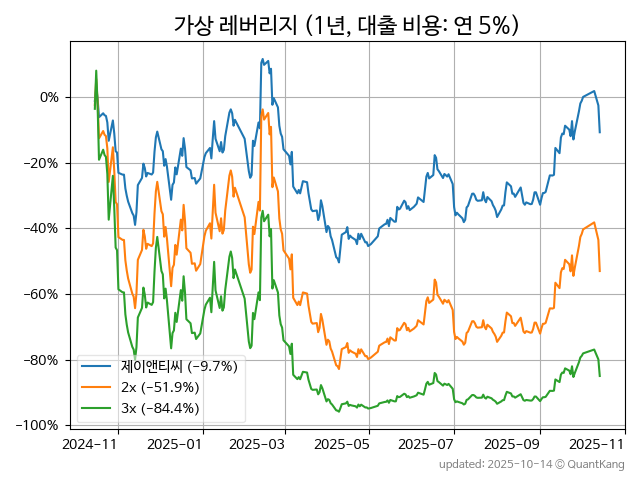 가상 레버리지 (1년, 대출 비용: 연 5%)
0%
−20%
−40%
−60%
−80%
−100%
제이앤티씨 (−9.7%)
2x (−51.9%)
3x (−84.4%)
2024-11
2025-01
2025-03
2025-05
2025-07
2025-09
2025-11
updated: 2025-10-14 © QuantKang